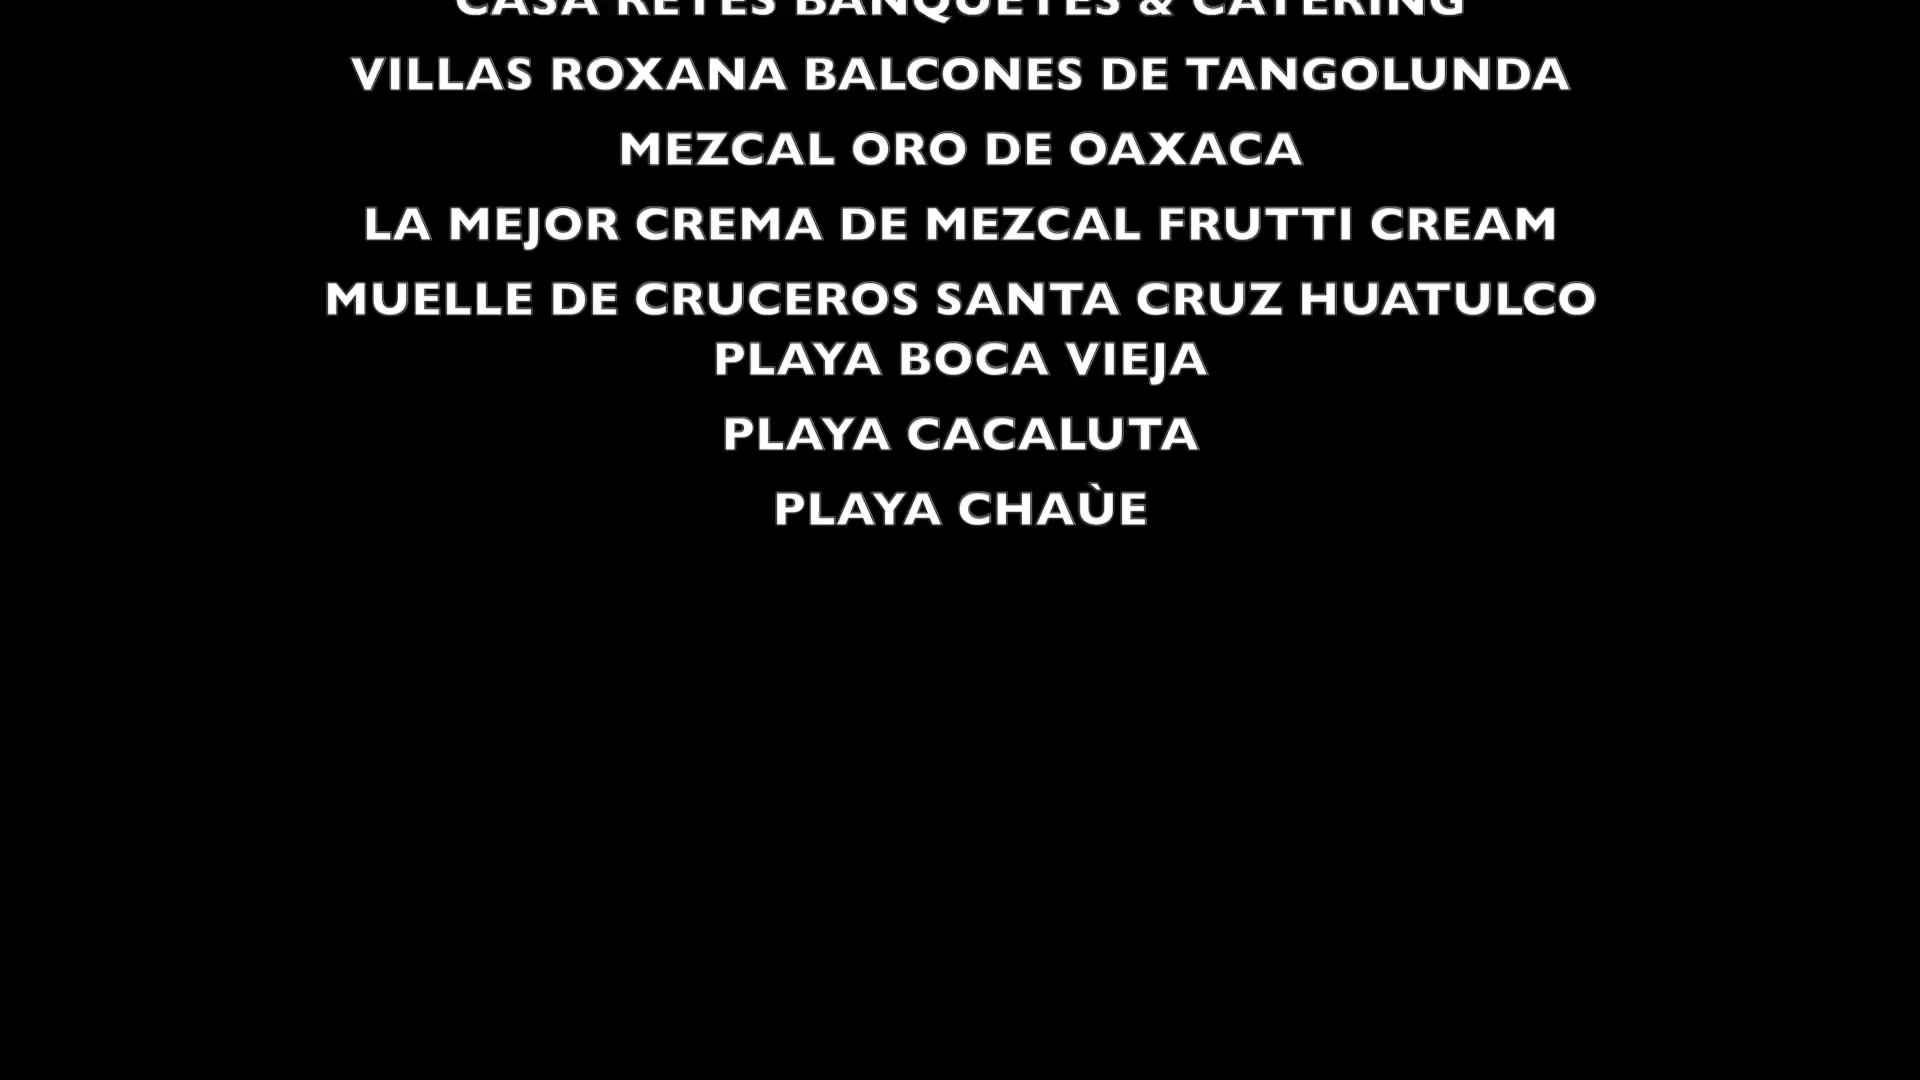 CASA REYES BANQUETES & CATERING
VILLAS ROXANA BALCONES DE TANGOLUNDA
MEZCAL ORO DE OAXACA
LA MEJOR CREMA DE MEZCAL FRUTTI CREAM
MUELLE DE CRUCEROS SANTA CRUZ HUATULCO
PLAYA BOCA VIEJA
PLAYA CACALUTA
PLAYA CHAÙE